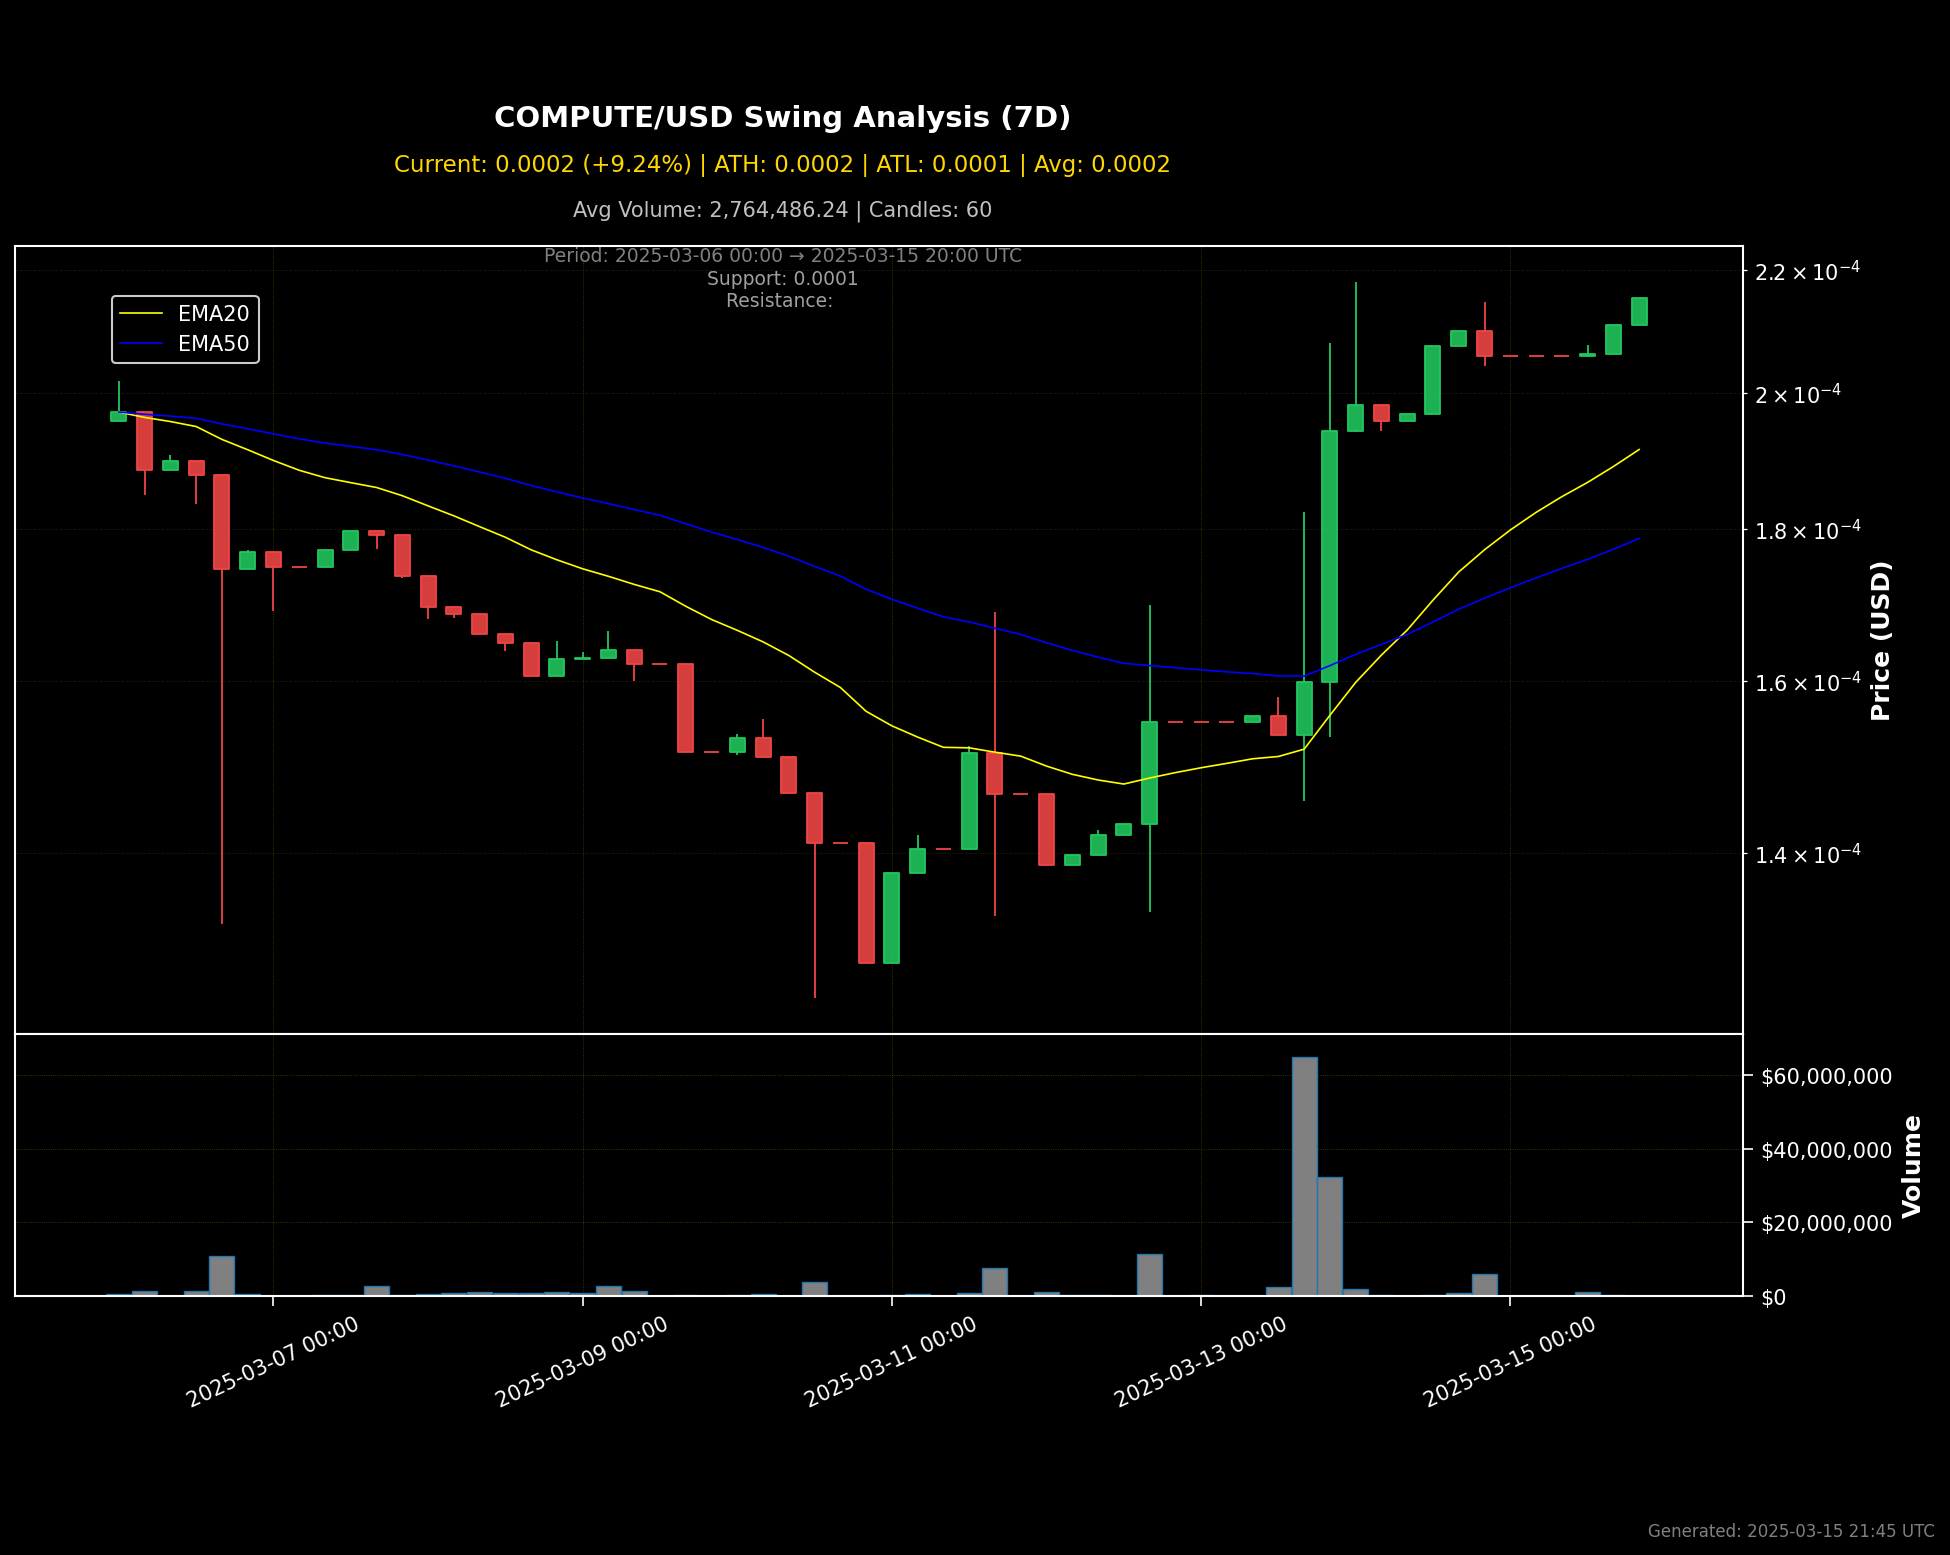 COMPUTE/USD Swing Analysis (7D)
Current: 0.0002 (+9.24%) | ATH: 0.0002 | ATL: 0.0001 | Avg: 0.0002
Avg Volume: 2,764,486.24 | Candles: 60
Period: 2025-03-06 00:00 → 2025-03-15 20:00 UTC
Support: 0.0001
Resistance:
EMA20
EMA50
2.2 × 10⁻⁴
2 × 10⁻⁴
1.8 × 10⁻⁴
1.6 × 10⁻⁴
1.4 × 10⁻⁴
Price (USD)
$60,000,000
$40,000,000
$20,000,000
$0
Volume
2025-03-07 00:00
2025-03-09 00:00
2025-03-11 00:00
2025-03-13 00:00
2025-03-15 00:00
Generated: 2025-03-15 21:45 UTC